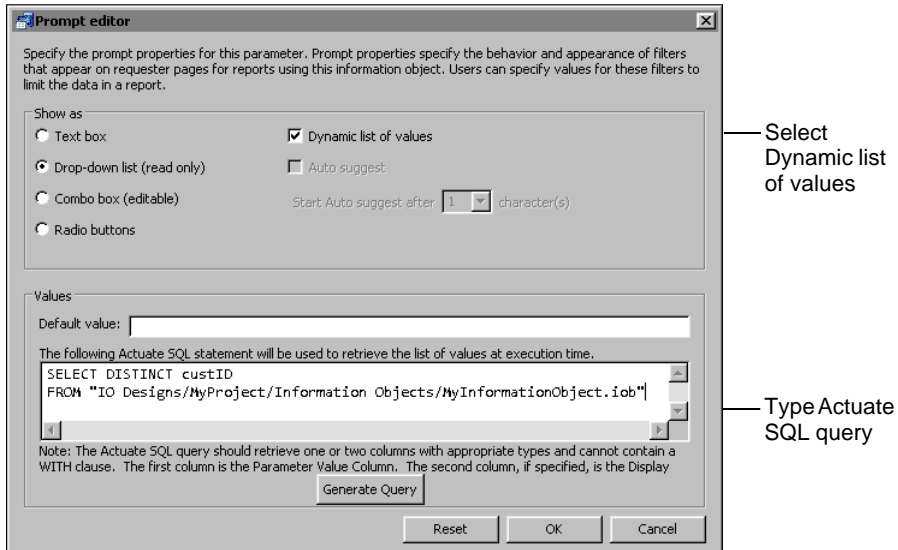 Prompt editor
Specify the prompt properties for this parameter. Prompt properties specify the behavior and appearance of filters
that appear on requester pages for reports using this information object. Users can specify values for these filters to
limit the data in a report.
Show as
Text box
Dynamic list of values
Drop-down list (read only)
Auto suggest
Combo box (editable)
Start Auto suggest after 1 character(s)
Radio buttons
Select
Dynamic list
of values
Values
Default value:
The following Actuate SQL statement will be used to retrieve the list of values at execution time.
SELECT DISTINCT custID
FROM "IO Designs/MyProject/Information Objects/MyInformationObject.iob"
Type Actuate
SQL query
Note: The Actuate SQL query should retrieve one or two columns with appropriate types and cannot contain a
WITH clause. The first column is the Parameter Value Column. The second column, if specified, is the Display
Generate Query
Reset
OK
Cancel